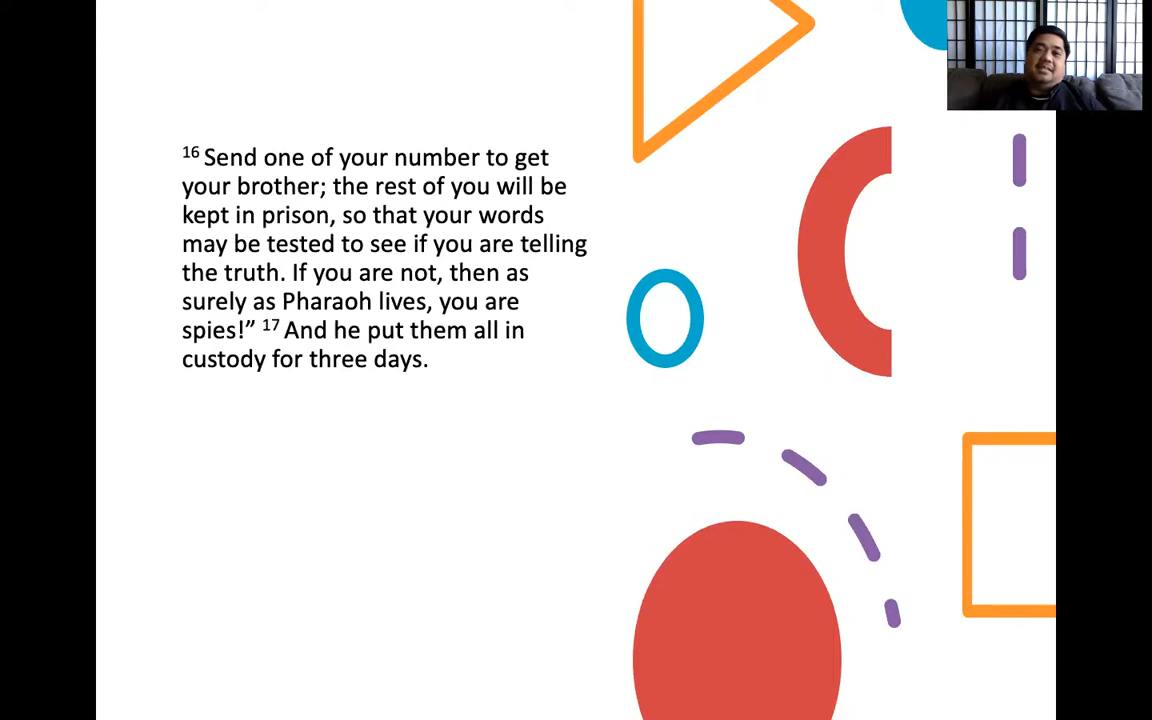 16 Send one of your number to get
your brother; the rest of you will be
kept in prison, so that your words
may be tested to see if you are telling
the truth. If you are not, then as
surely as Pharaoh lives, you are
spies!” 17 And he put them all in
custody for three days.